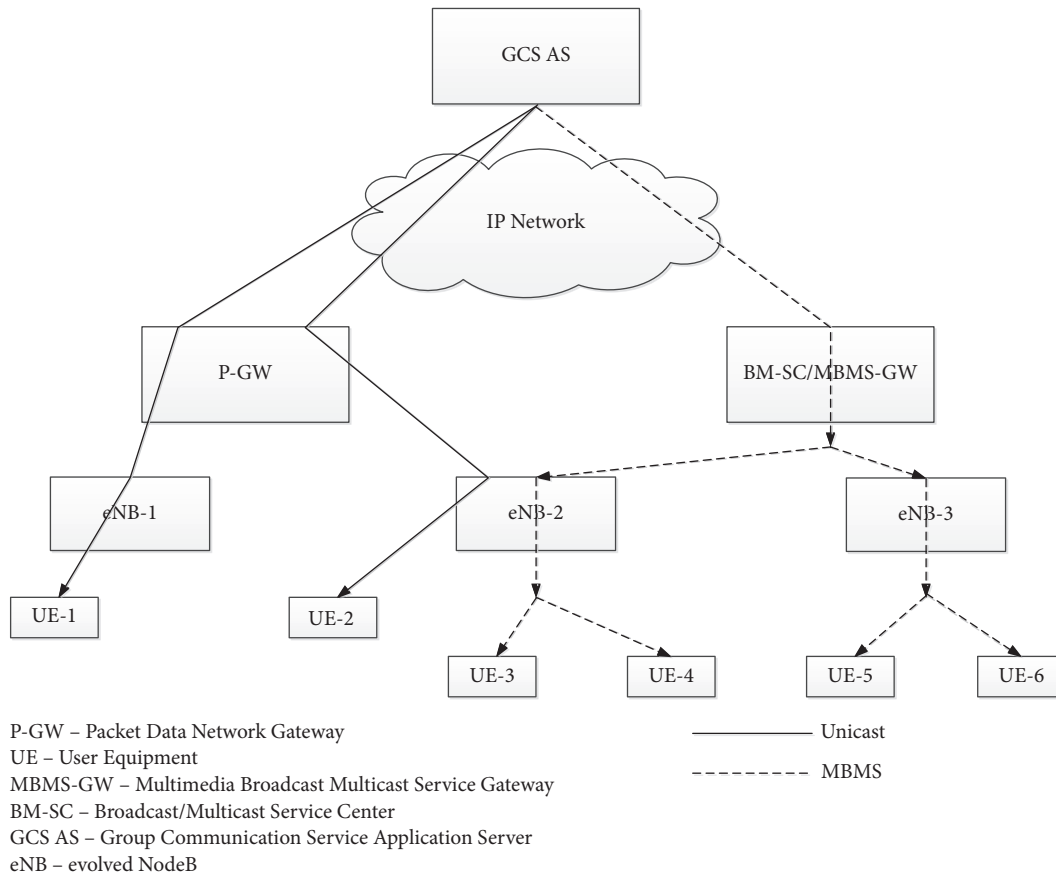 GCS AS
IP Network
P-GW
BM-SC/MBMS-GW
eNB-1
eNB-2
eNB-3
UE-1
UE-2
UE-3
UE-4
UE-5
UE-6
P-GW – Packet Data Network Gateway
UE – User Equipment
MBMS-GW – Multimedia Broadcast Multicast Service Gateway
BM-SC – Broadcast/Multicast Service Center
GCS AS – Group Communication Service Application Server
eNB – evolved NodeB
Unicast
MBMS